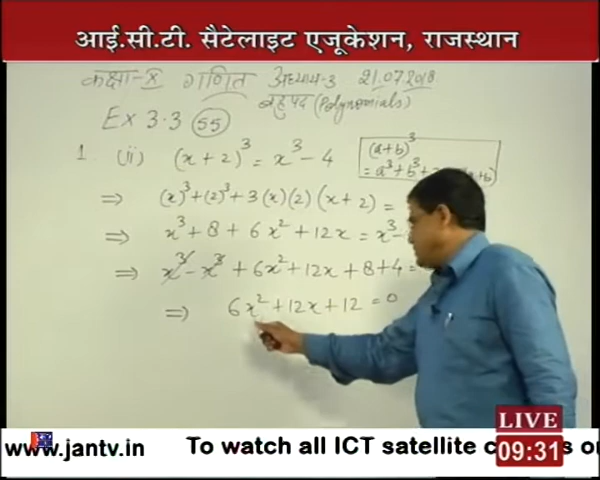 आई.सी.टी. सैटेलाइट एजूकेशन, राजस्थान
कक्षा-X गणित अध्याय-3 21.07.2018
बहुपद (Polynomials)
Ex 3.3 (55)
1. (ii) (x + 2)³ = x³ - 4
(a+b)³
= a³ + b³ +
⇒ (x)³ + (2)³ + 3(x)(2)(x + 2) =
⇒ x³ + 8 + 6x² + 12x = x³ -
⇒ x³ - x³ + 6x² + 12x + 8 + 4 =
⇒ 6x² + 12x + 12 = 0
LIVE
09:31
www.jantv.in To watch all ICT satellite